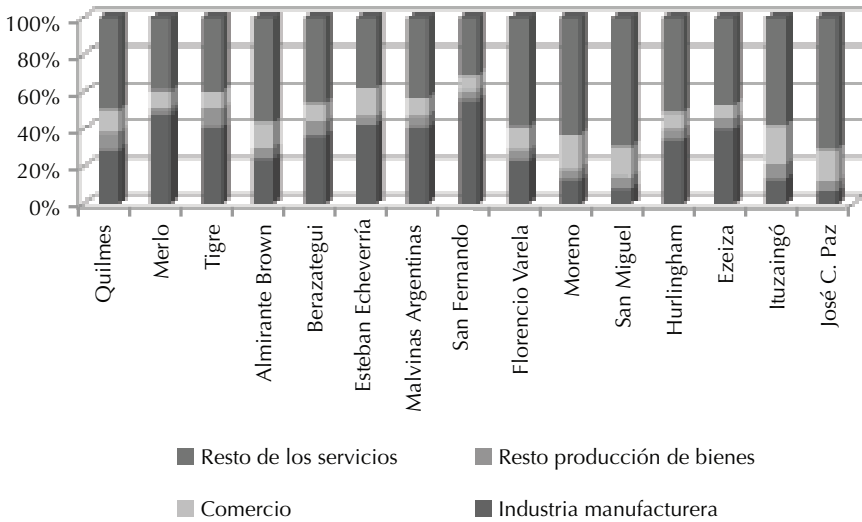 100%
80%
60%
40%
20%
0%
Quilmes
Merlo
Tigre
Almirante Brown
Berazategui
Esteban Echeverría
Malvinas Argentinas
San Fernando
Florencio Varela
Moreno
San Miguel
Hurlingham
Ezeiza
Ituzaingó
José C. Paz
Resto de los servicios
Resto producción de bienes
Comercio
Industria manufacturera